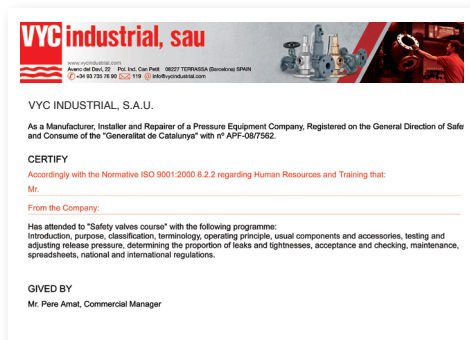 VYC industrial, sau
www.vycindustrial.com
Avenc del Daví, 22 Pol. Ind. Can Petit 08227 TERRASSA (Barcelona) SPAIN
+34 93 735 76 90 119 info@vycindustrial.com
VYC INDUSTRIAL, S.A.U.
As a Manufacturer, Installer and Repairer of a Pressure Equipment Company, Registered on the General Direction of Safe
and Consume of the "Generalitat de Catalunya" with nº APF-08/7562.
CERTIFY
Accordingly with the Normative ISO 9001:2000 6.2.2 regarding Human Resources and Training that:
Mr.
From the Company:
Has attended to "Safety valves course" with the following programme:
Introduction, purpose, classification, terminology, operating principle, usual components and accessories, testing and
adjusting release pressure, determining the proportion of leaks and tightnesses, acceptance and checking, maintenance,
spreadsheets, national and international regulations.
GIVED BY
Mr. Pere Amat, Commercial Manager